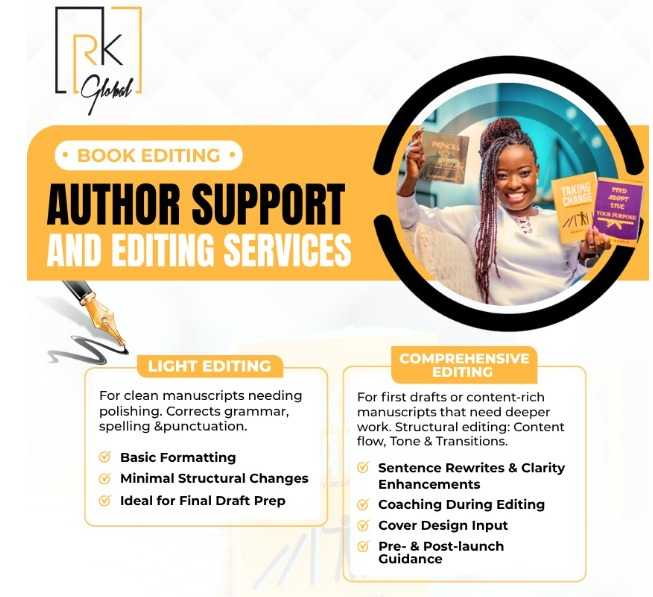 RK
Global
• BOOK EDITING •
AUTHOR SUPPORT
AND EDITING SERVICES
PRINCES
TAKING
CHARGE
FIND
ADOPT
LIVE
YOUR PURPOSE
LIGHT EDITING
For clean manuscripts needing
polishing. Corrects grammar,
spelling &punctuation.
Basic Formatting
Minimal Structural Changes
Ideal for Final Draft Prep
COMPREHENSIVE
EDITING
For first drafts or content-rich
manuscripts that need deeper
work. Structural editing: Content
flow, Tone & Transitions.
Sentence Rewrites & Clarity
Enhancements
Coaching During Editing
Cover Design Input
Pre- & Post-launch
Guidance